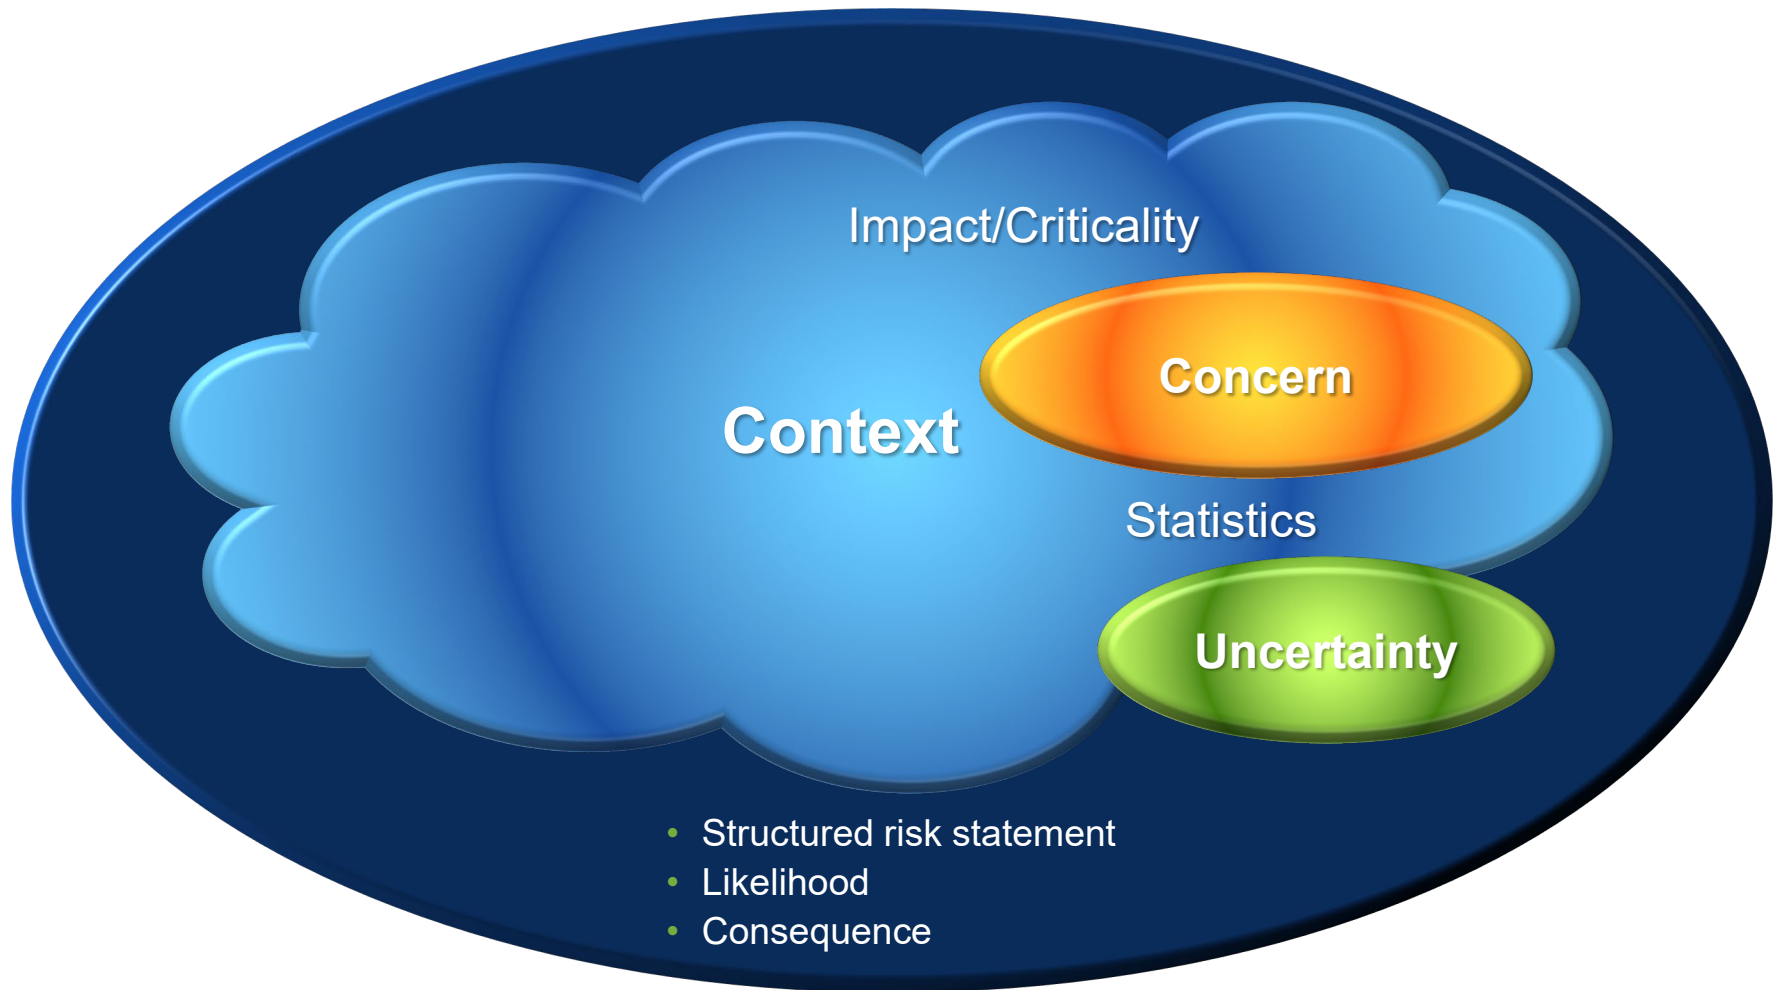 Impact/Criticality
Concern
Context
Statistics
Uncertainty
• Structured risk statement
• Likelihood
• Consequence